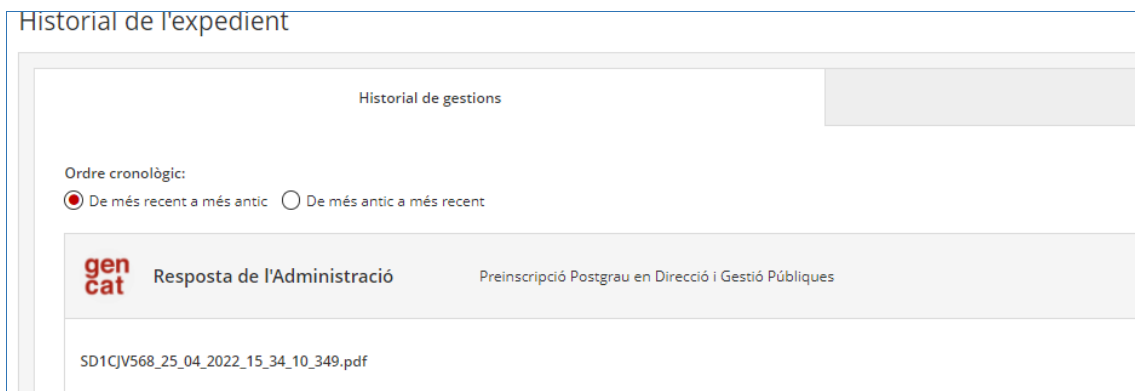 Historial de l'expedient
Historial de gestions
Ordre cronològic:
De més recent a més antic De més antic a més recent
gen
cat
Resposta de l'Administració Preinscripció Postgrau en Direcció i Gestió Públiques
SD1CJV568_25_04_2022_15_34_10_349.pdf